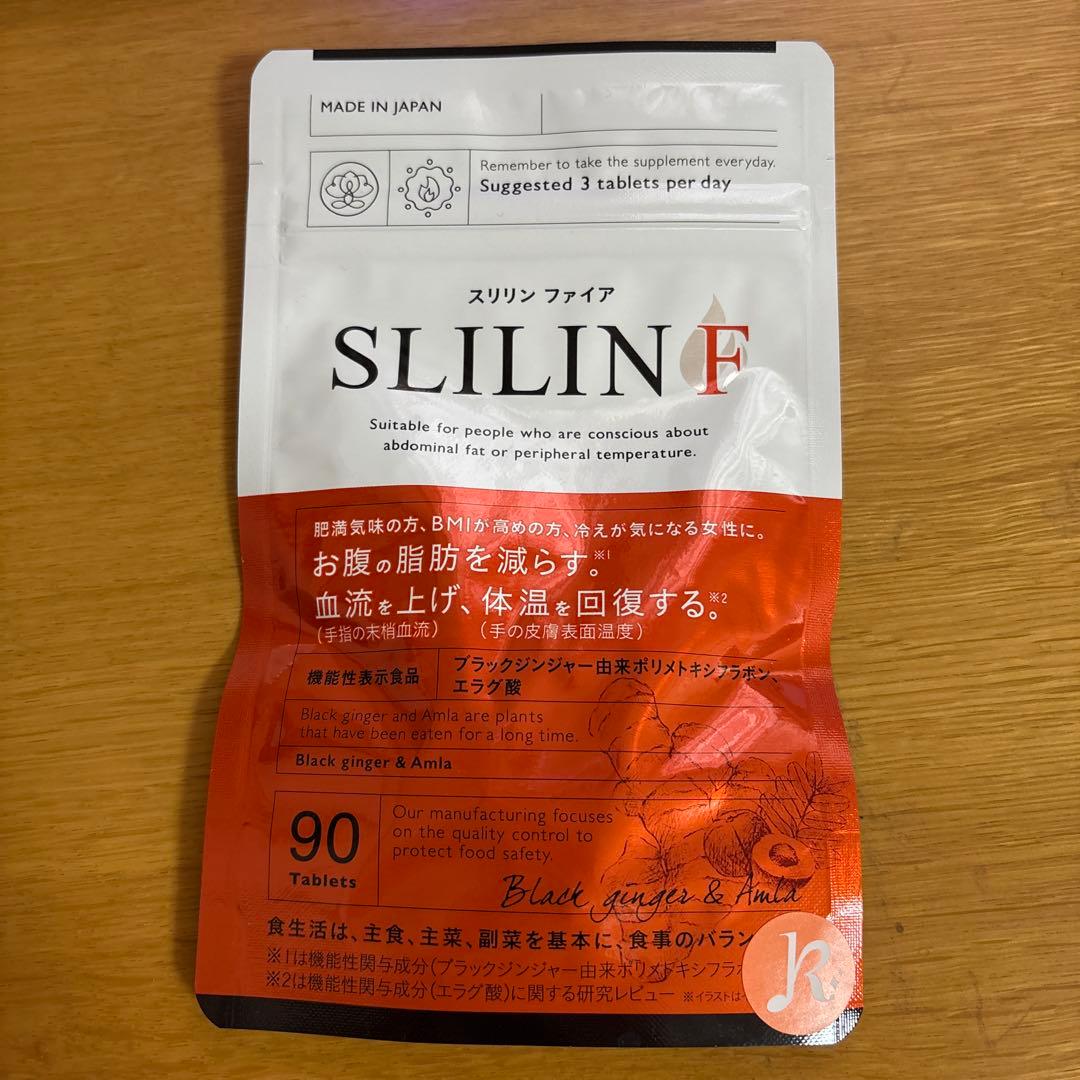 MADE IN JAPAN
Remember to take the supplement everyday.
Suggested 3 tablets per day
スリリン ファイア
SLILIN F
Suitable for people who are conscious about
abdominal fat or peripheral temperature.
肥満気味の方、BMIが高めの方、冷えが気になる女性に。
お腹の脂肪を減らす。※1
血流を上げ、体温を回復する。※2
(手指の末梢血流) (手の皮膚表面温度)
機能性表示食品
ブラックジンジャー由来ポリメトキシフラボン、
エラグ酸
Black ginger and Amla are plants
that have been eaten for a long time.
Black ginger & Amla
90
Tablets
Our manufacturing focuses
on the quality control to
protect food safety.
Black ginger & Amla
食生活は、主食、主菜、副菜を基本に、食事のバラン
※1は機能性関与成分(ブラックジンジャー由来ポリメトキシフラボ
※2は機能性関与成分(エラグ酸)に関する研究レビュー ※イラストは
R.